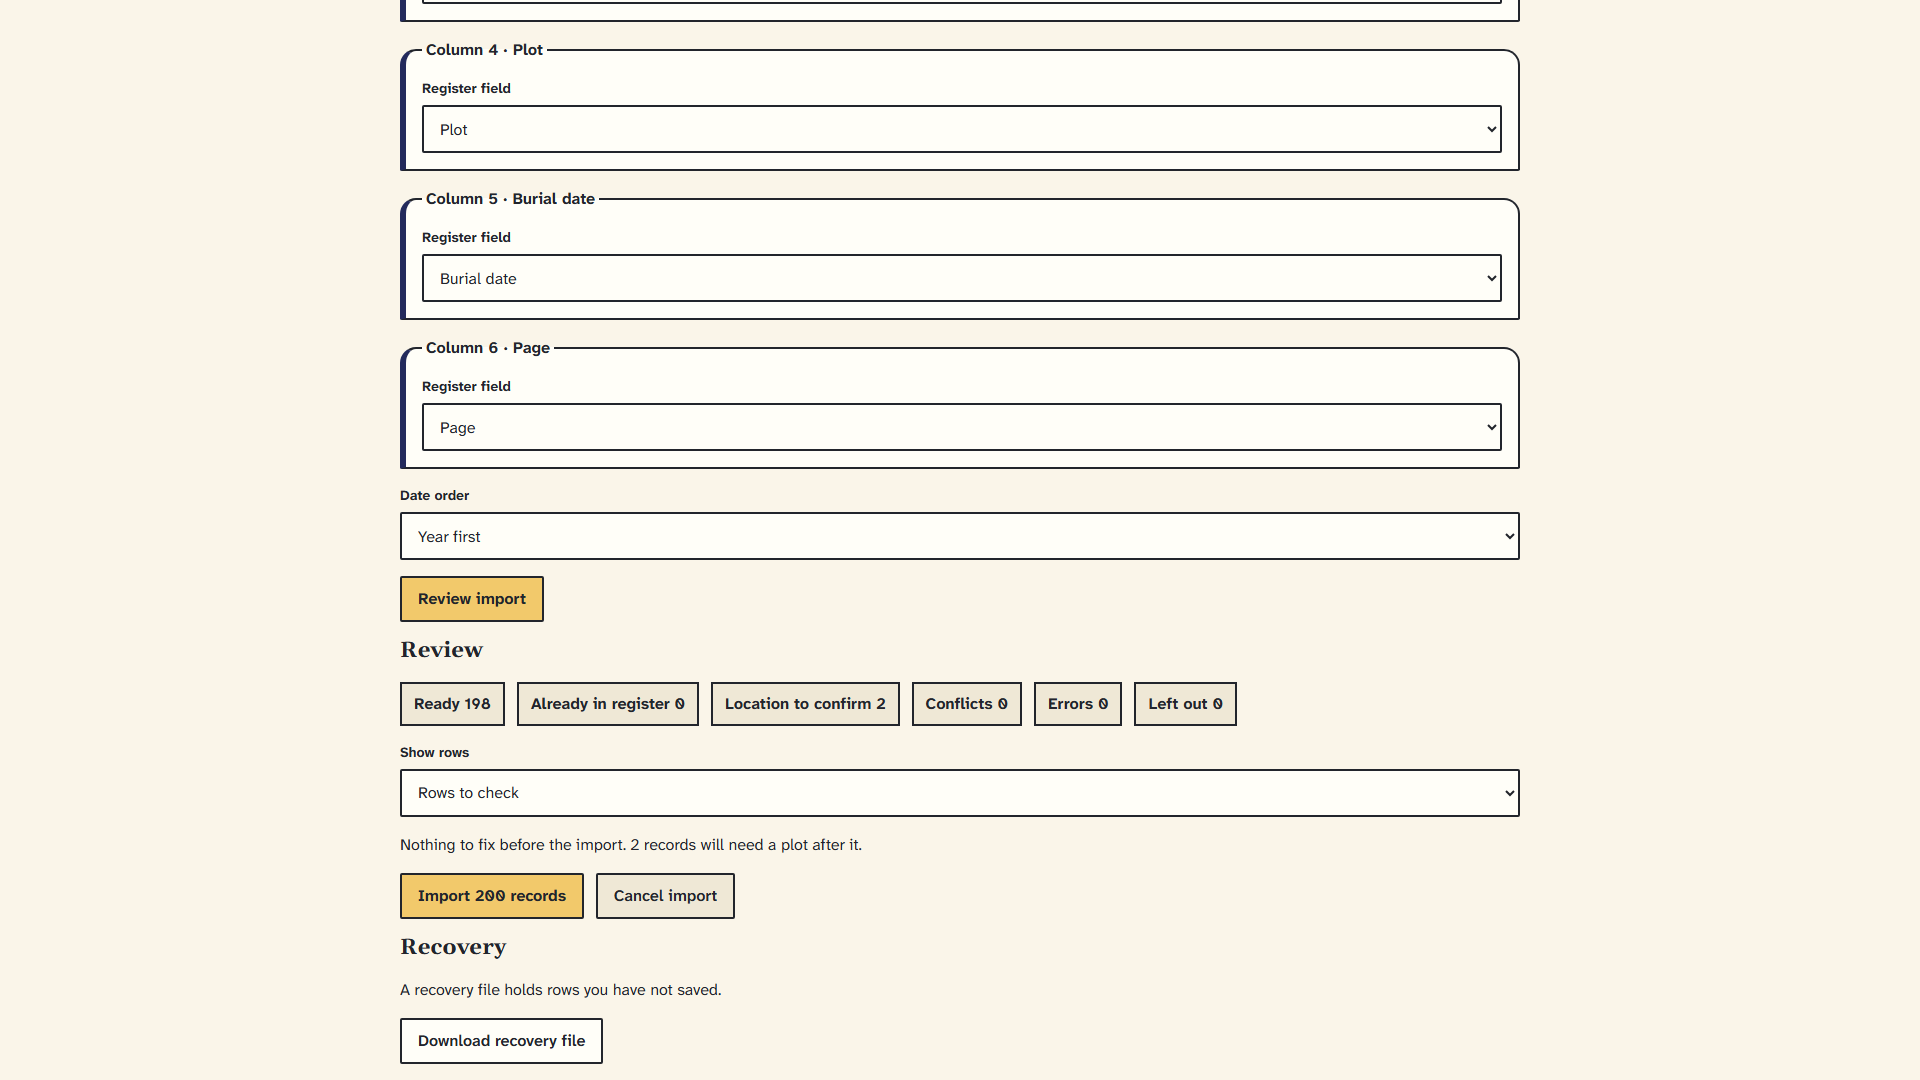 Column 4 · Plot
Register field
Plot
Column 5 · Burial date
Register field
Burial date
Column 6 · Page
Register field
Page
Date order
Year first
Review import
Review
Ready 198
Already in register 0
Location to confirm 2
Conflicts 0
Errors 0
Left out 0
Show rows
Rows to check
Nothing to fix before the import. 2 records will need a plot after it.
Import 200 records
Cancel import
Recovery
A recovery file holds rows you have not saved.
Download recovery file